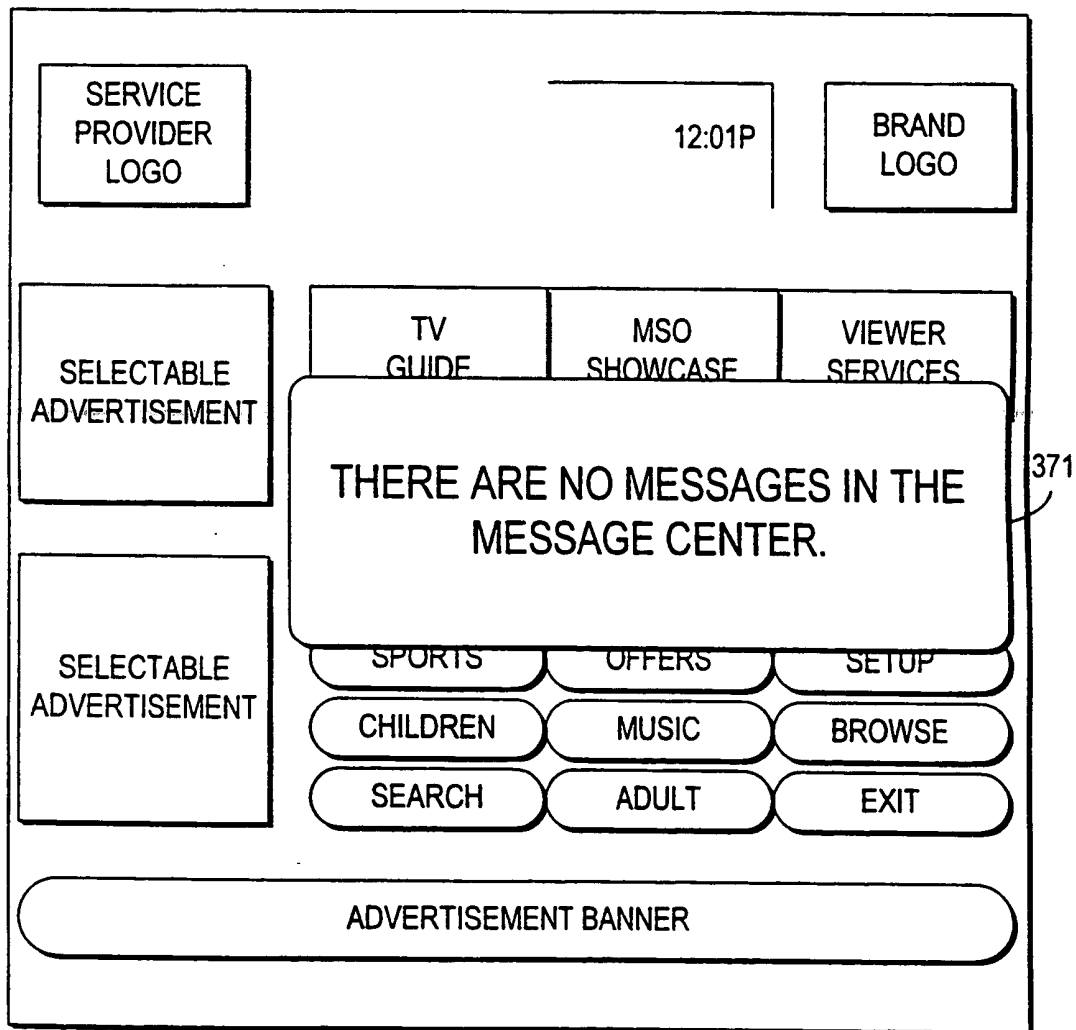 SERVICE
PROVIDER
LOGO
12:01P
BRAND
LOGO
SELECTABLE
ADVERTISEMENT
TV
GUIDE
MSO
SHOWCASE
VIEWER
SERVICES
THERE ARE NO MESSAGES IN THE
MESSAGE CENTER.
371
SELECTABLE
ADVERTISEMENT
SPORTS
OFFERS
SETUP
CHILDREN
MUSIC
BROWSE
SEARCH
ADULT
EXIT
ADVERTISEMENT BANNER